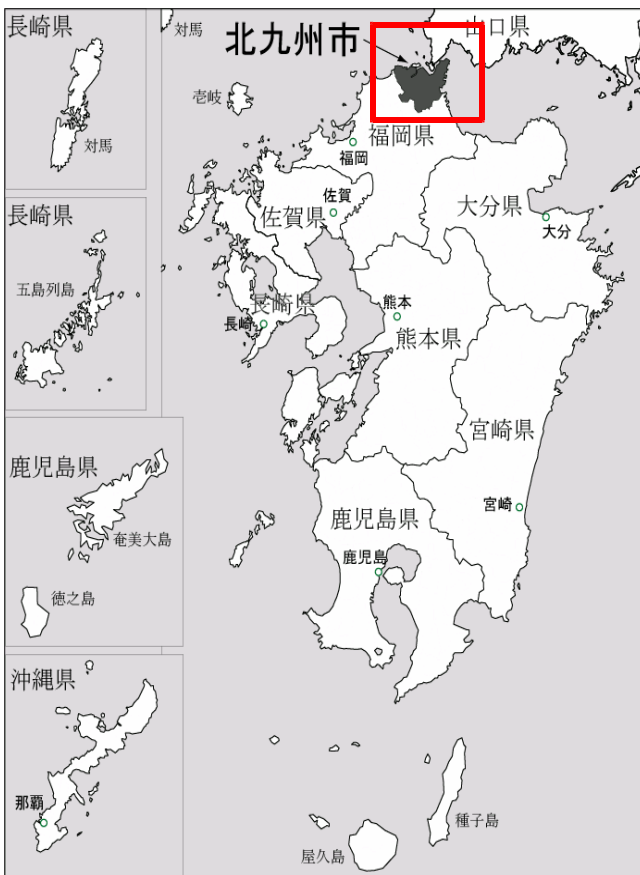 長崎県
対馬
対馬
北九州市
山口県
壱岐
福岡県
福岡
長崎県
五島列島
佐賀
佐賀県
大分県
大分
長崎県
長崎
熊本
熊本県
鹿児島県
奄美大島
徳之島
宮崎県
宮崎
鹿児島県
鹿児島
沖縄県
那覇
種子島
屋久島